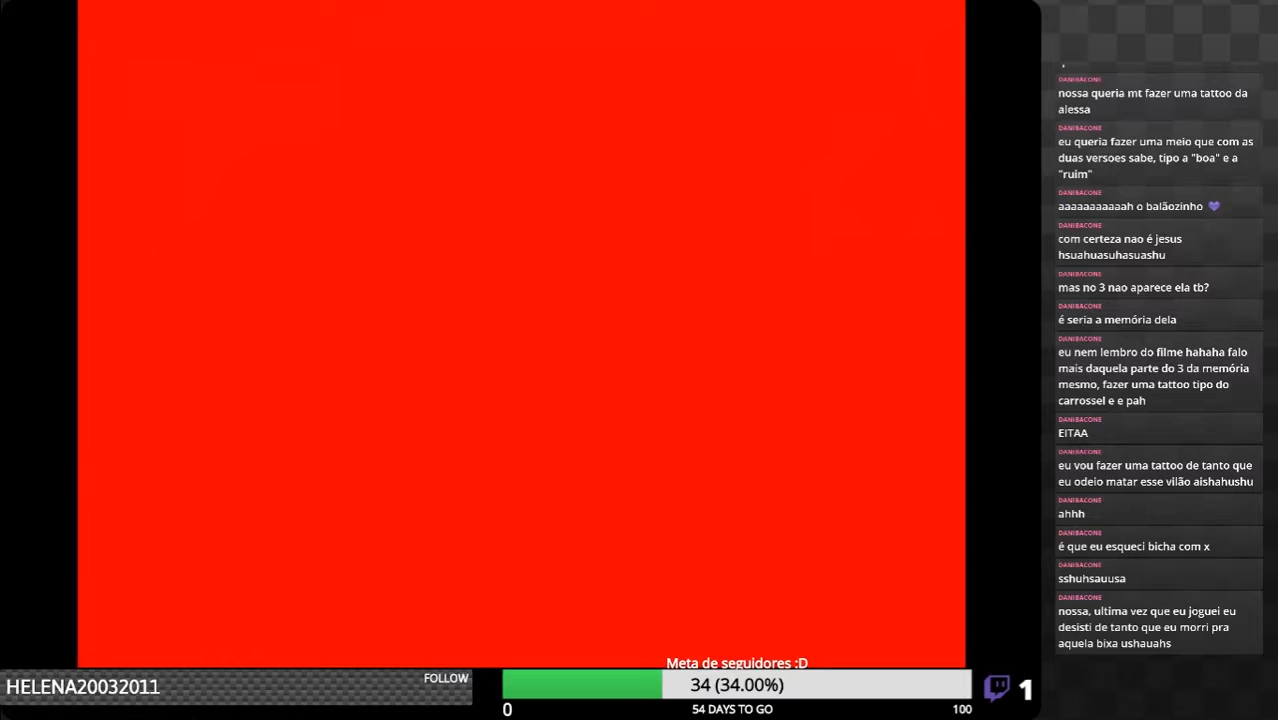 DANIBACONE
nossa queria mt fazer uma tattoo da
alessa
DANIBACONE
eu queria fazer uma meio que com as
duas versoes sabe, tipo a "boa" e a
"ruim"
DANIBACONE
aaaaaaaaaaah o balãozinho 💜
DANIBACONE
com certeza nao é jesus
hsuahuasuhasuashu
DANIBACONE
mas no 3 nao aparece ela tb?
DANIBACONE
é seria a memória dela
DANIBACONE
eu nem lembro do filme hahaha falo
mais daquela parte do 3 da memória
mesmo, fazer uma tattoo tipo do
carrossel e e pah
DANIBACONE
EITAA
DANIBACONE
eu vou fazer uma tattoo de tanto que
eu odeio matar esse vilão aishahushu
DANIBACONE
ahhh
DANIBACONE
é que eu esqueci bicha com x
DANIBACONE
sshuhsauusa
DANIBACONE
nossa, ultima vez que eu joguei eu
desisti de tanto que eu morri pra
aquela bixa ushauahs
HELENA20032011
FOLLOW
Meta de seguidores :D
34 (34.00%)
0
54 DAYS TO GO
100
1